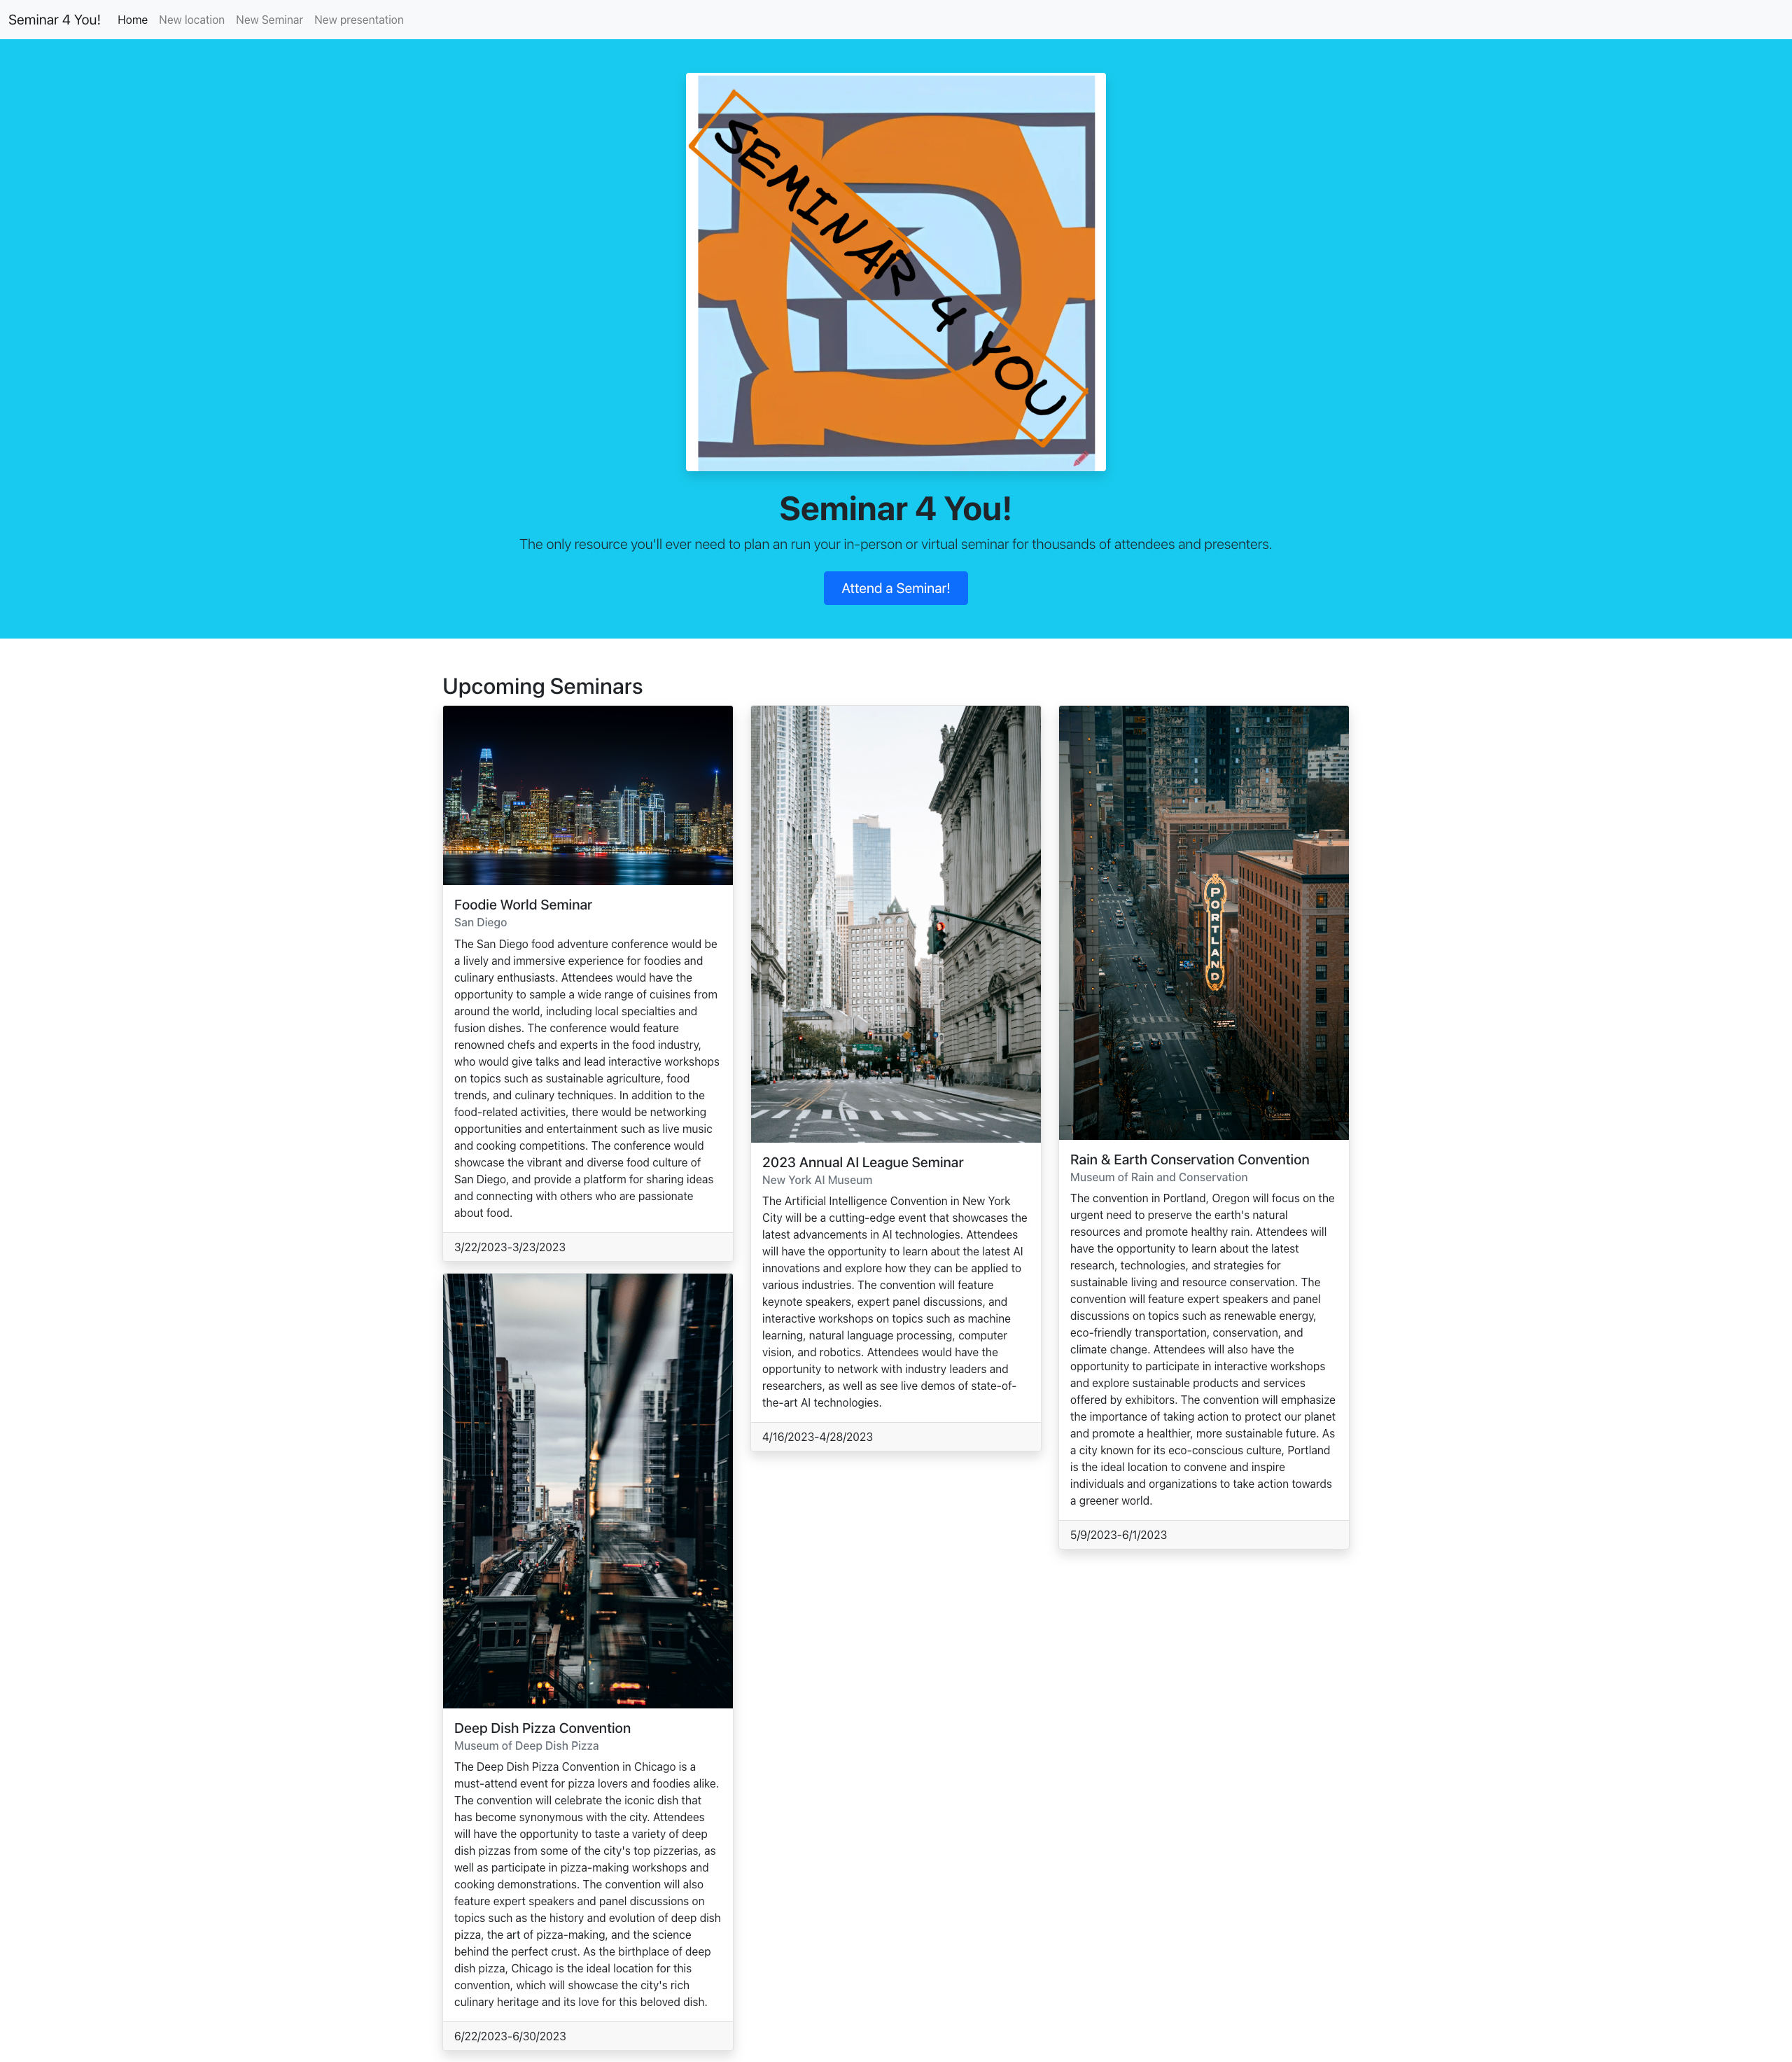 Seminar 4 You! Home New location New Seminar New presentation
SEMINAR 4 YOU
Seminar 4 You!
The only resource you'll ever need to plan an run your in-person or virtual seminar for thousands of attendees and presenters.
Attend a Seminar!
Upcoming Seminars
Foodie World Seminar
San Diego
The San Diego food adventure conference would be
a lively and immersive experience for foodies and
culinary enthusiasts. Attendees would have the
opportunity to sample a wide range of cuisines from
around the world, including local specialties and
fusion dishes. The conference would feature
renowned chefs and experts in the food industry,
who would give talks and lead interactive workshops
on topics such as sustainable agriculture, food
trends, and culinary techniques. In addition to the
food-related activities, there would be networking
opportunities and entertainment such as live music
and cooking competitions. The conference would
showcase the vibrant and diverse food culture of
San Diego, and provide a platform for sharing ideas
and connecting with others who are passionate
about food.
3/22/2023-3/23/2023
Deep Dish Pizza Convention
Museum of Deep Dish Pizza
The Deep Dish Pizza Convention in Chicago is a
must-attend event for pizza lovers and foodies alike.
The convention will celebrate the iconic dish that
has become synonymous with the city. Attendees
will have the opportunity to taste a variety of deep
dish pizzas from some of the city's top pizzerias, as
well as participate in pizza-making workshops and
cooking demonstrations. The convention will also
feature expert speakers and panel discussions on
topics such as the history and evolution of deep dish
pizza, the art of pizza-making, and the science
behind the perfect crust. As the birthplace of deep
dish pizza, Chicago is the ideal location for this
convention, which will showcase the city's rich
culinary heritage and its love for this beloved dish.
6/22/2023-6/30/2023
2023 Annual AI League Seminar
New York AI Museum
The Artificial Intelligence Convention in New York
City will be a cutting-edge event that showcases the
latest advancements in AI technologies. Attendees
will have the opportunity to learn about the latest AI
innovations and explore how they can be applied to
various industries. The convention will feature
keynote speakers, expert panel discussions, and
interactive workshops on topics such as machine
learning, natural language processing, computer
vision, and robotics. Attendees would have the
opportunity to network with industry leaders and
researchers, as well as see live demos of state-of-
the-art AI technologies.
4/16/2023-4/28/2023
PORTLAND
Rain & Earth Conservation Convention
Museum of Rain and Conservation
The convention in Portland, Oregon will focus on the
urgent need to preserve the earth's natural
resources and promote healthy rain. Attendees will
have the opportunity to learn about the latest
research, technologies, and strategies for
sustainable living and resource conservation. The
convention will feature expert speakers and panel
discussions on topics such as renewable energy,
eco-friendly transportation, conservation, and
climate change. Attendees will also have the
opportunity to participate in interactive workshops
and explore sustainable products and services
offered by exhibitors. The convention will emphasize
the importance of taking action to protect our planet
and promote a healthier, more sustainable future. As
a city known for its eco-conscious culture, Portland
is the ideal location to convene and inspire
individuals and organizations to take action towards
a greener world.
5/9/2023-6/1/2023